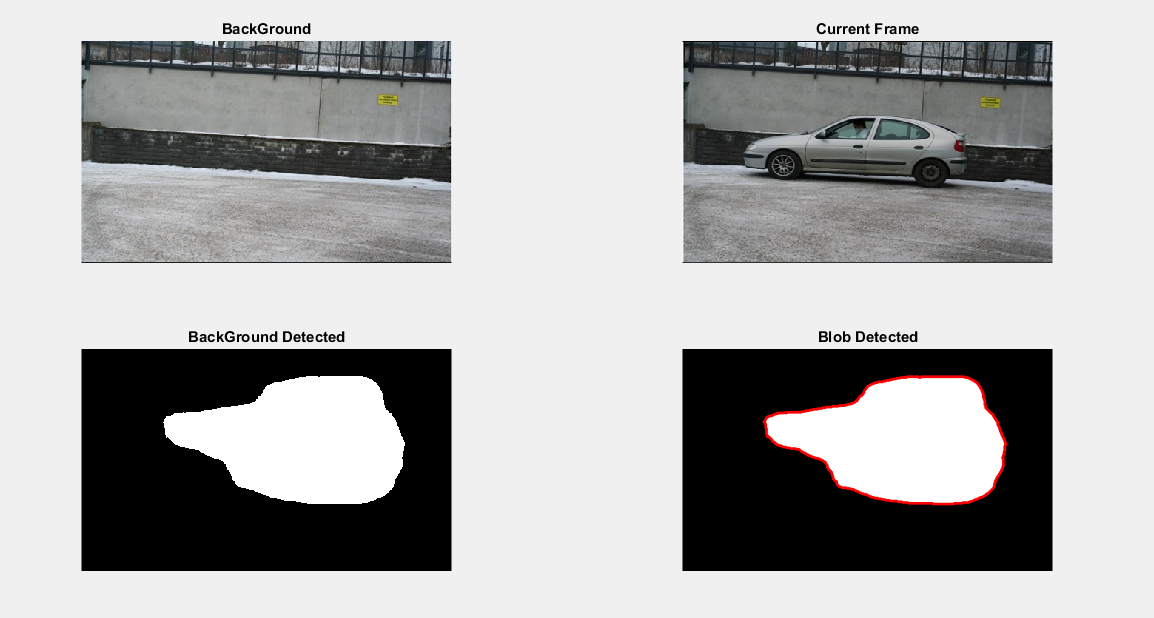 BackGround
Current Frame
BackGround Detected
Blob Detected